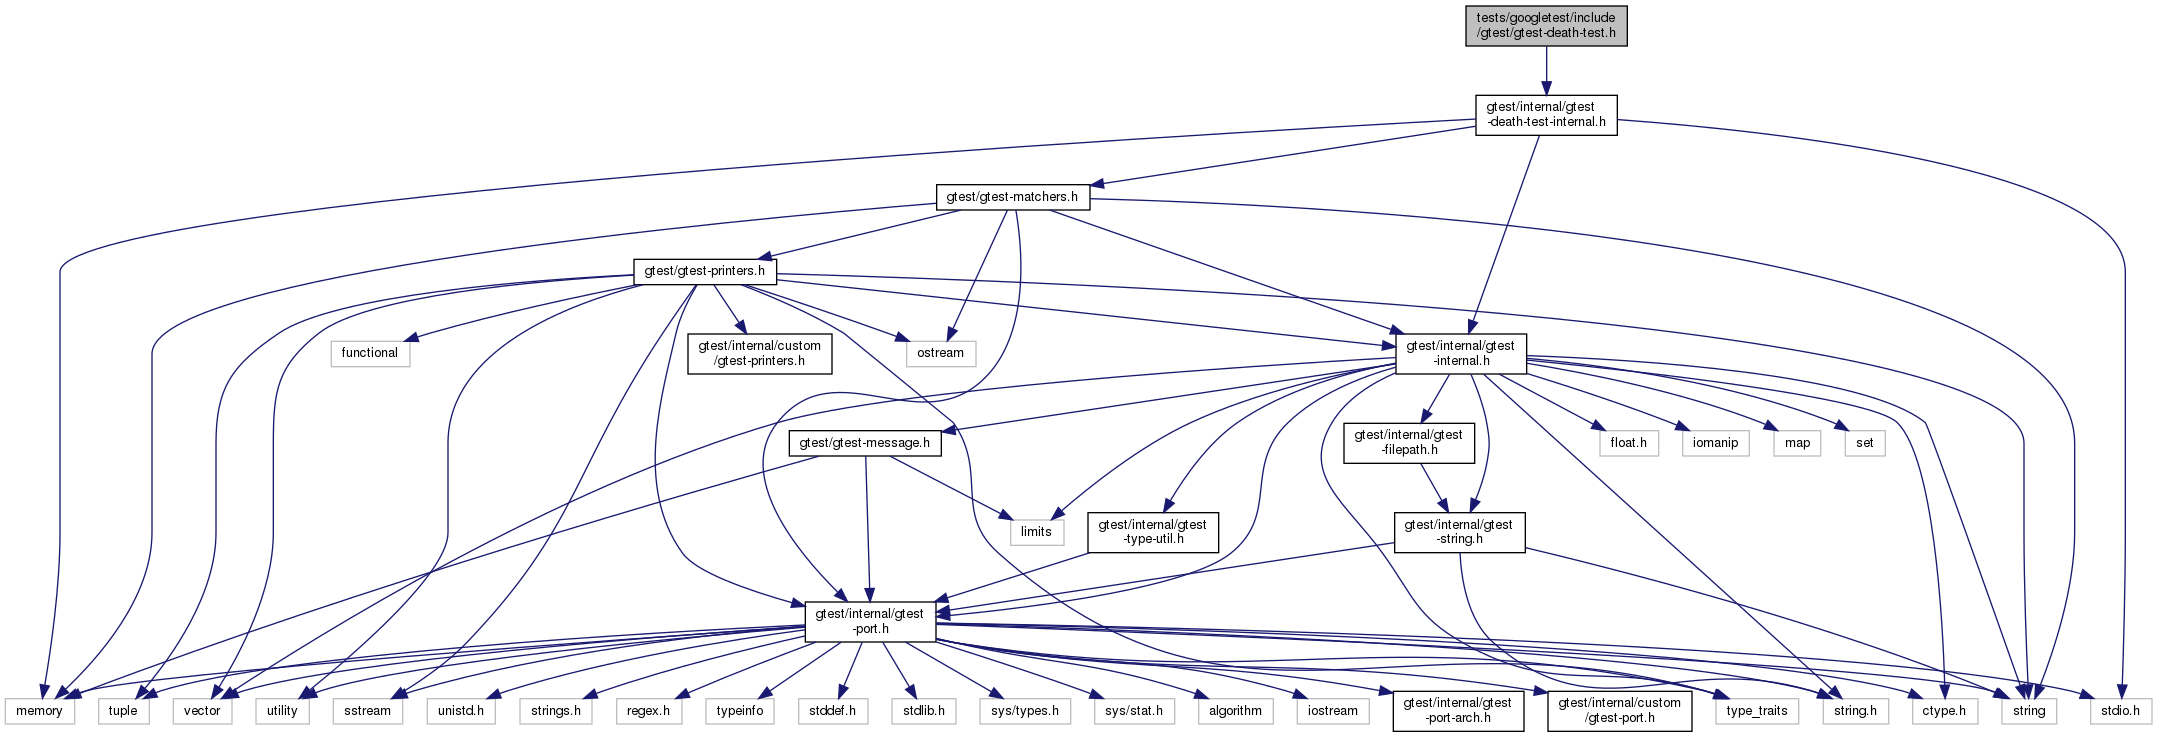 tests/googletest/include
/gtest/gtest-death-test.h
gtest/internal/gtest
-death-test-internal.h
gtest/gtest-matchers.h
gtest/gtest-printers.h
functional
gtest/internal/custom
/gtest-printers.h
ostream
gtest/internal/gtest
-internal.h
gtest/gtest-message.h
gtest/internal/gtest
-filepath.h
float.h
iomanip
map
set
limits
gtest/internal/gtest
-type-util.h
gtest/internal/gtest
-string.h
gtest/internal/gtest
-port.h
memory
tuple
vector
utility
sstream
unistd.h
strings.h
regex.h
typeinfo
stddef.h
stdlib.h
sys/types.h
sys/stat.h
algorithm
iostream
gtest/internal/gtest
-port-arch.h
gtest/internal/custom
/gtest-port.h
type_traits
string.h
ctype.h
string
stdio.h